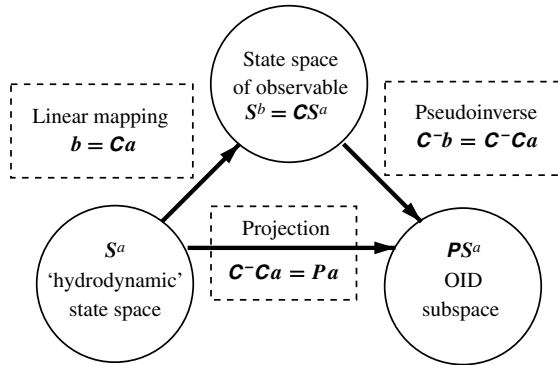 State space
of observable
S^b = CS^a
Linear mapping
b = Ca
Pseudoinverse
C⁻b = C⁻Ca
Projection
C⁻Ca = Pa
S^a
‘hydrodynamic’
state space
PS^a
OID
subspace